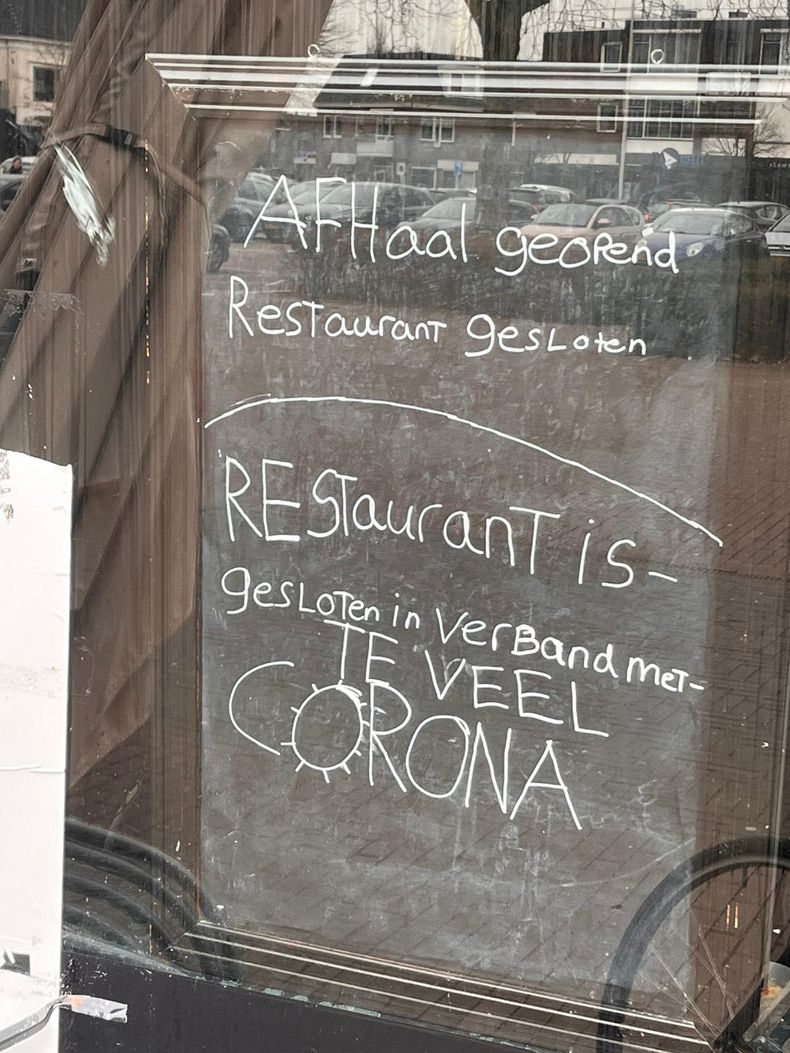 AFHaal geopend
Restaurant gesloten
REStaurant is-
gesloten in verband met-
TE VEEL
CORONA